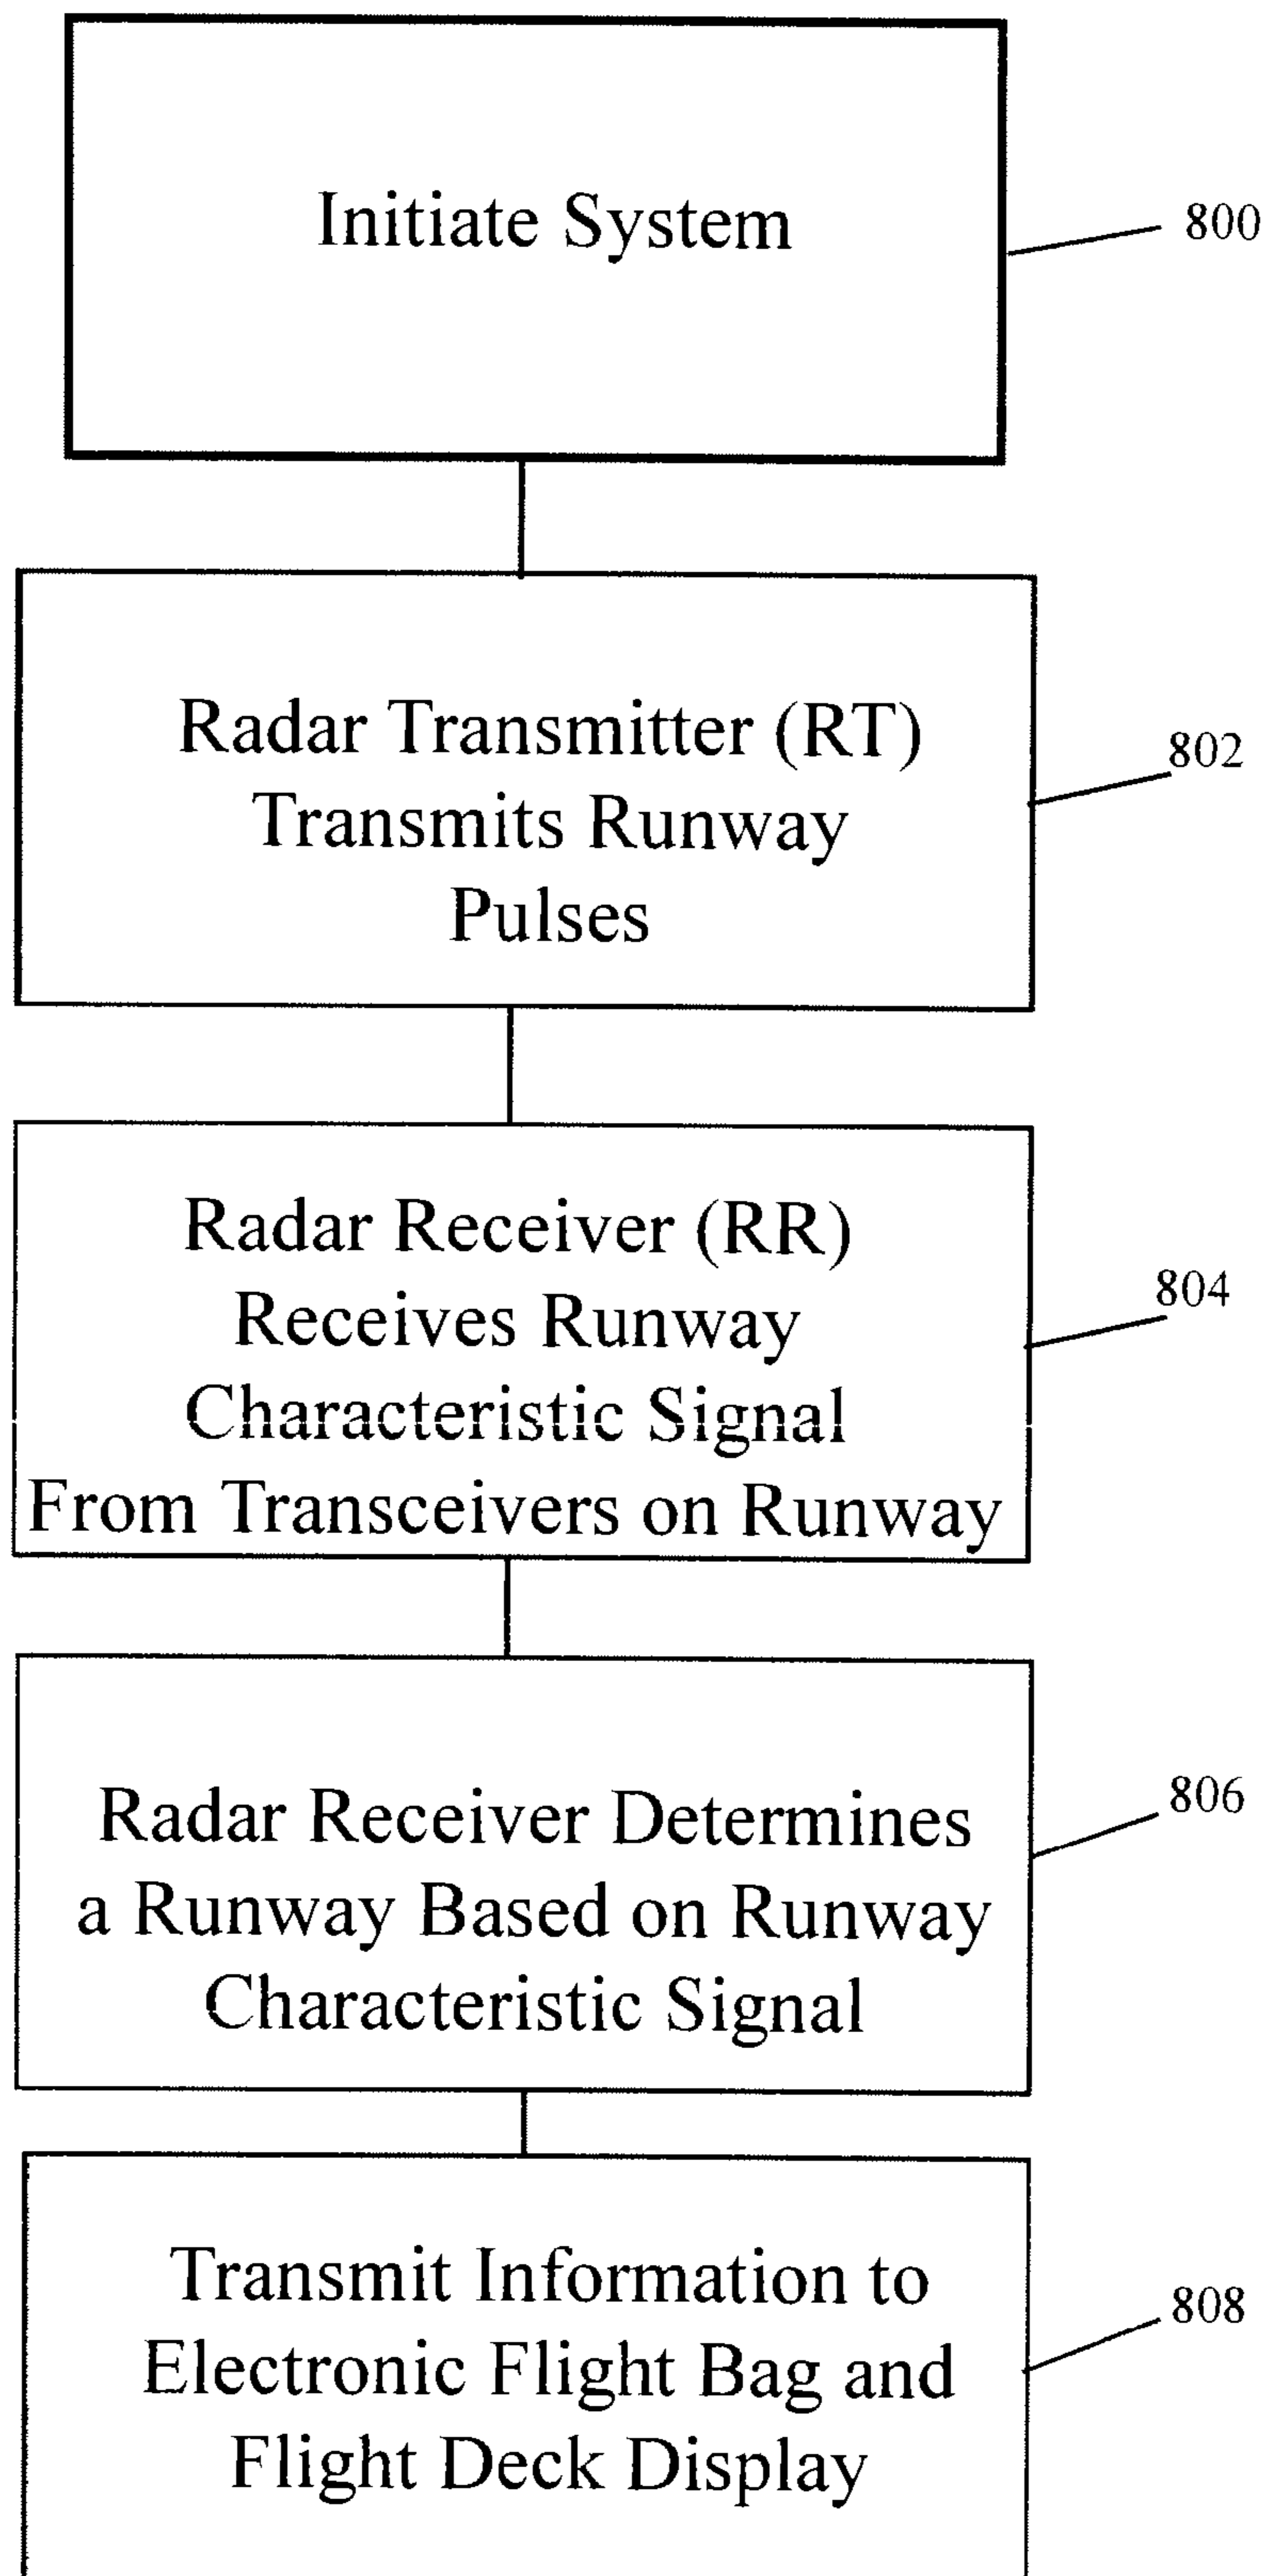 Initiate System
800
Radar Transmitter (RT)
Transmits Runway
Pulses
802
Radar Receiver (RR)
Receives Runway
Characteristic Signal
From Transceivers on Runway
804
Radar Receiver Determines
a Runway Based on Runway
Characteristic Signal
806
Transmit Information to
Electronic Flight Bag and
Flight Deck Display
808